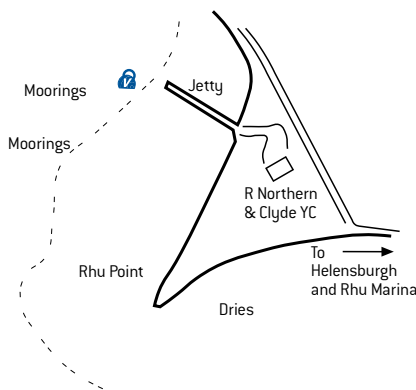 Moorings
Jetty
Moorings
R Northern
& Clyde YC
To
Helensburgh
and Rhu Marina
Rhu Point
Dries